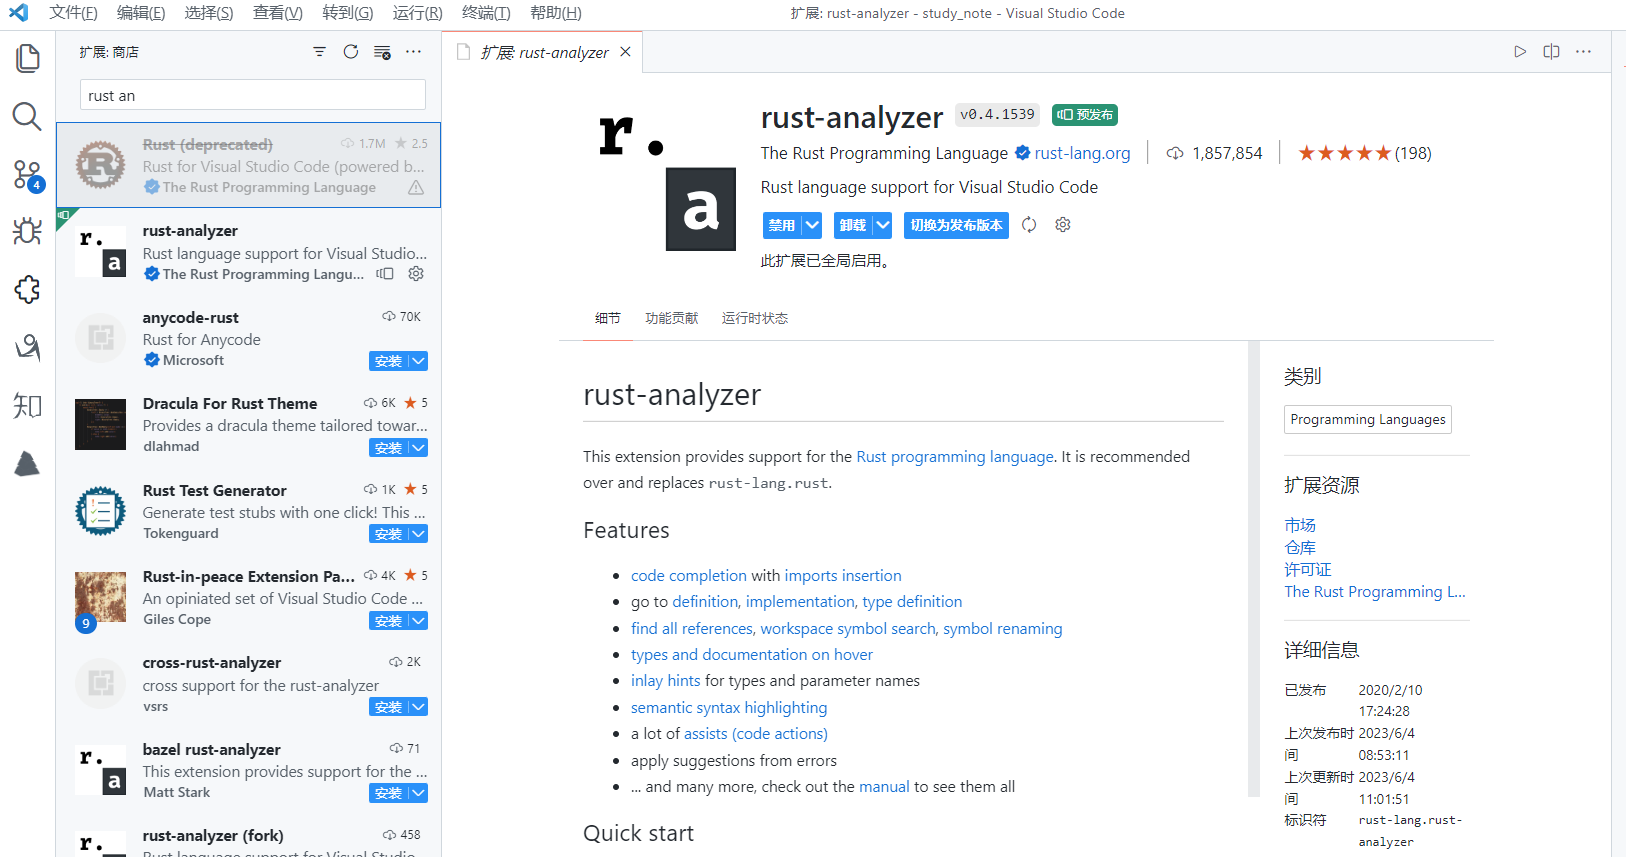 文件(F) 编辑(E) 选择(S) 查看(V) 转到(G) 运行(R) 终端(T) 帮助(H)
扩展: rust-analyzer - study_note - Visual Studio Code
扩展: 商店
rust an
Rust (deprecated) 1.7M 2.5
Rust for Visual Studio Code (powered b...
The Rust Programming Language
rust-analyzer
Rust language support for Visual Studio...
The Rust Programming Langu...
anycode-rust 70K
Rust for Anycode
Microsoft 安装
Dracula For Rust Theme 6K 5
Provides a dracula theme tailored towar...
dlahmad 安装
Rust Test Generator 1K 5
Generate test stubs with one click! This ...
Tokenguard 安装
Rust-in-peace Extension Pa... 4K 5
An opiniated set of Visual Studio Code ...
Giles Cope 安装
9
cross-rust-analyzer 2K
cross support for the rust-analyzer
vsrs 安装
bazel rust-analyzer 71
This extension provides support for the ...
Matt Stark 安装
rust-analyzer (fork) 458
Rust language support for Visual Studio...
4
知
扩展: rust-analyzer
r.
a
rust-analyzer v0.4.1539 预发布
The Rust Programming Language rust-lang.org 1,857,854 (198)
Rust language support for Visual Studio Code
禁用 卸载 切换为发布版本
此扩展已全局启用。
细节 功能贡献 运行时状态
rust-analyzer
This extension provides support for the Rust programming language. It is recommended
over and replaces rust-lang.rust.
Features
code completion with imports insertion
go to definition, implementation, type definition
find all references, workspace symbol search, symbol renaming
types and documentation on hover
inlay hints for types and parameter names
semantic syntax highlighting
a lot of assists (code actions)
apply suggestions from errors
... and many more, check out the manual to see them all
Quick start
类别
Programming Languages
扩展资源
市场
仓库
许可证
The Rust Programming L...
详细信息
已发布 2020/2/10
17:24:28
上次发布时 2023/6/4
间 08:53:11
上次更新时 2023/6/4
间 11:01:51
标识符 rust-lang.rust-
analyzer